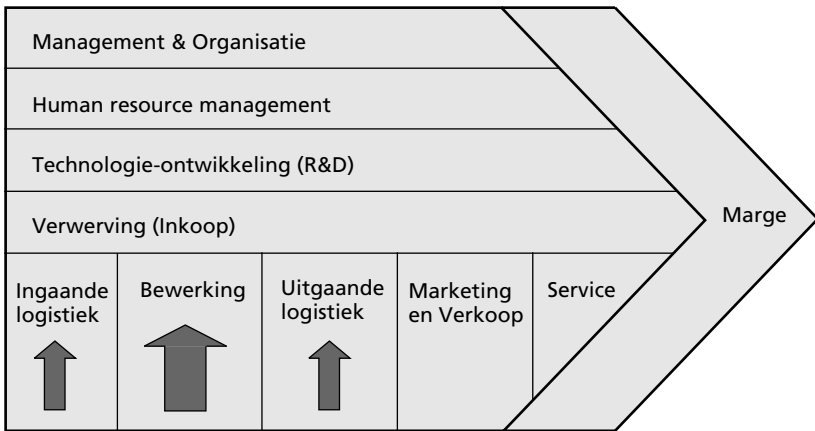 Management & Organisatie
Human resource management
Technologie-ontwikkeling (R&D)
Verwerving (Inkoop)
Marge
Ingaande
logistiek
Bewerking
Uitgaande
logistiek
Marketing
en Verkoop
Service